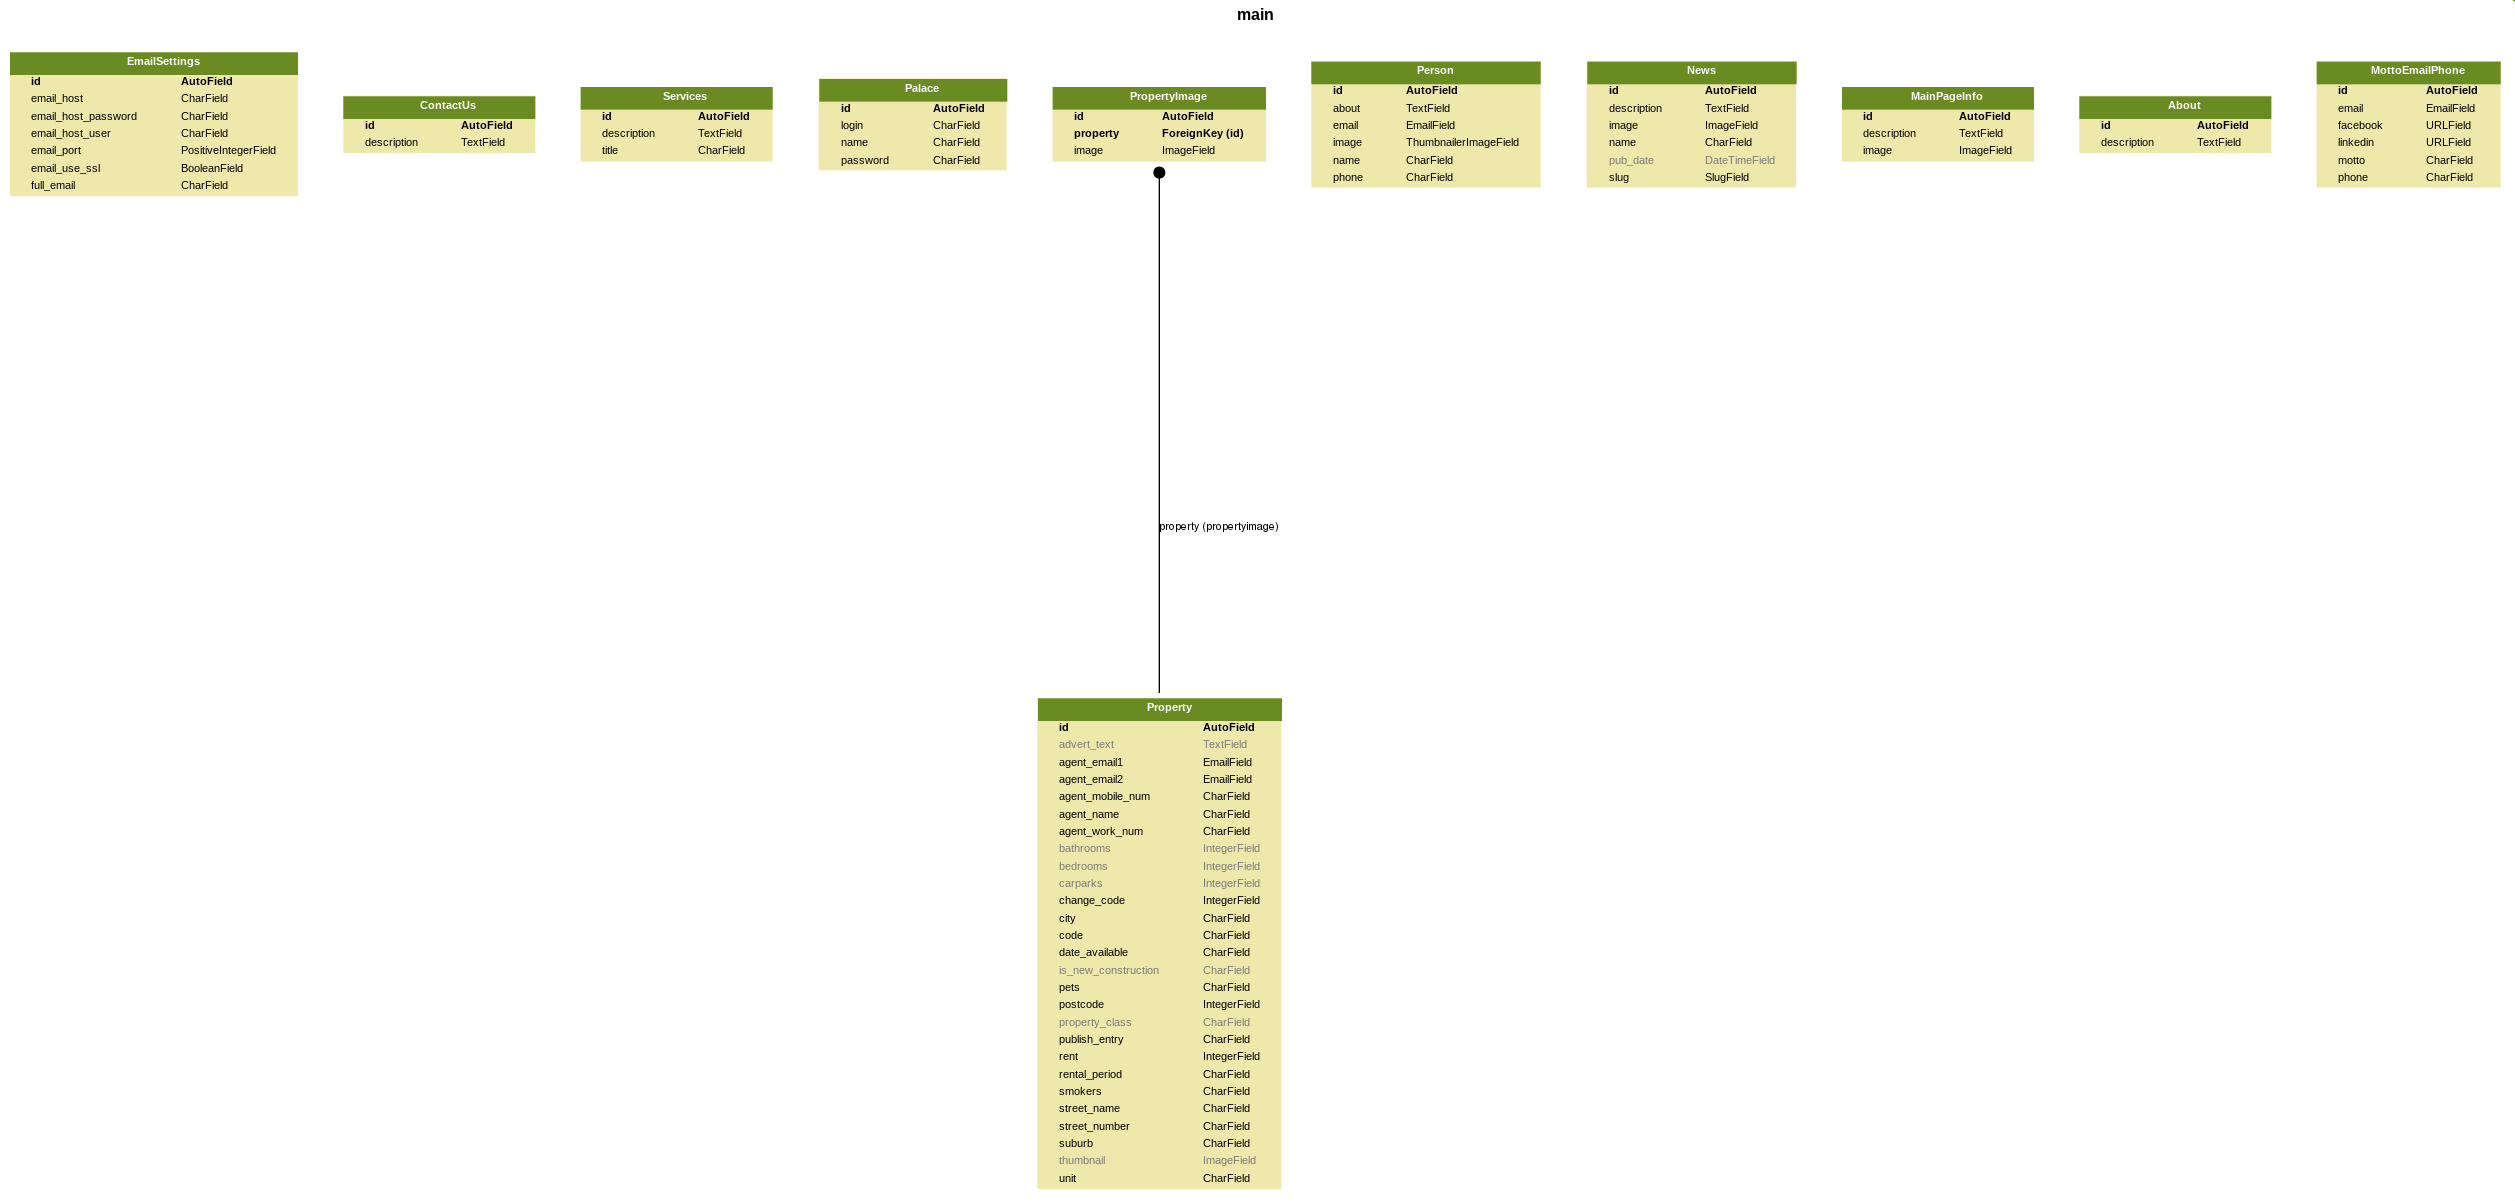 main
EmailSettings
id AutoField
email_host CharField
email_host_password CharField
email_host_user CharField
email_port PositiveIntegerField
email_use_ssl BooleanField
full_email CharField
ContactUs
id AutoField
description TextField
Services
id AutoField
description TextField
title CharField
Palace
id AutoField
login CharField
name CharField
password CharField
PropertyImage
id AutoField
property ForeignKey (id)
image ImageField
Person
id AutoField
about TextField
email EmailField
image ThumbnailerImageField
name CharField
phone CharField
News
id AutoField
description TextField
image ImageField
name CharField
pub_date DateTimeField
slug SlugField
MainPageInfo
id AutoField
description TextField
image ImageField
About
id AutoField
description TextField
MottoEmailPhone
id AutoField
email EmailField
facebook URLField
linkedin URLField
motto CharField
phone CharField
property (propertyimage)
Property
id AutoField
advert_text TextField
agent_email1 EmailField
agent_email2 EmailField
agent_mobile_num CharField
agent_name CharField
agent_work_num CharField
bathrooms IntegerField
bedrooms IntegerField
carparks IntegerField
change_code IntegerField
city CharField
code CharField
date_available CharField
is_new_construction CharField
pets CharField
postcode IntegerField
property_class CharField
publish_entry CharField
rent IntegerField
rental_period CharField
smokers CharField
street_name CharField
street_number CharField
suburb CharField
thumbnail ImageField
unit CharField